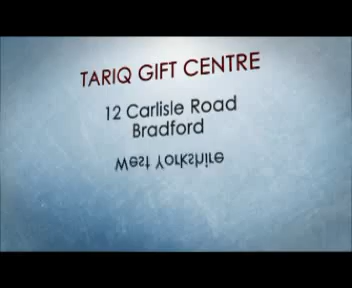 TARIQ GIFT CENTRE
12 Carlisle Road
Bradford
West Yorkshire